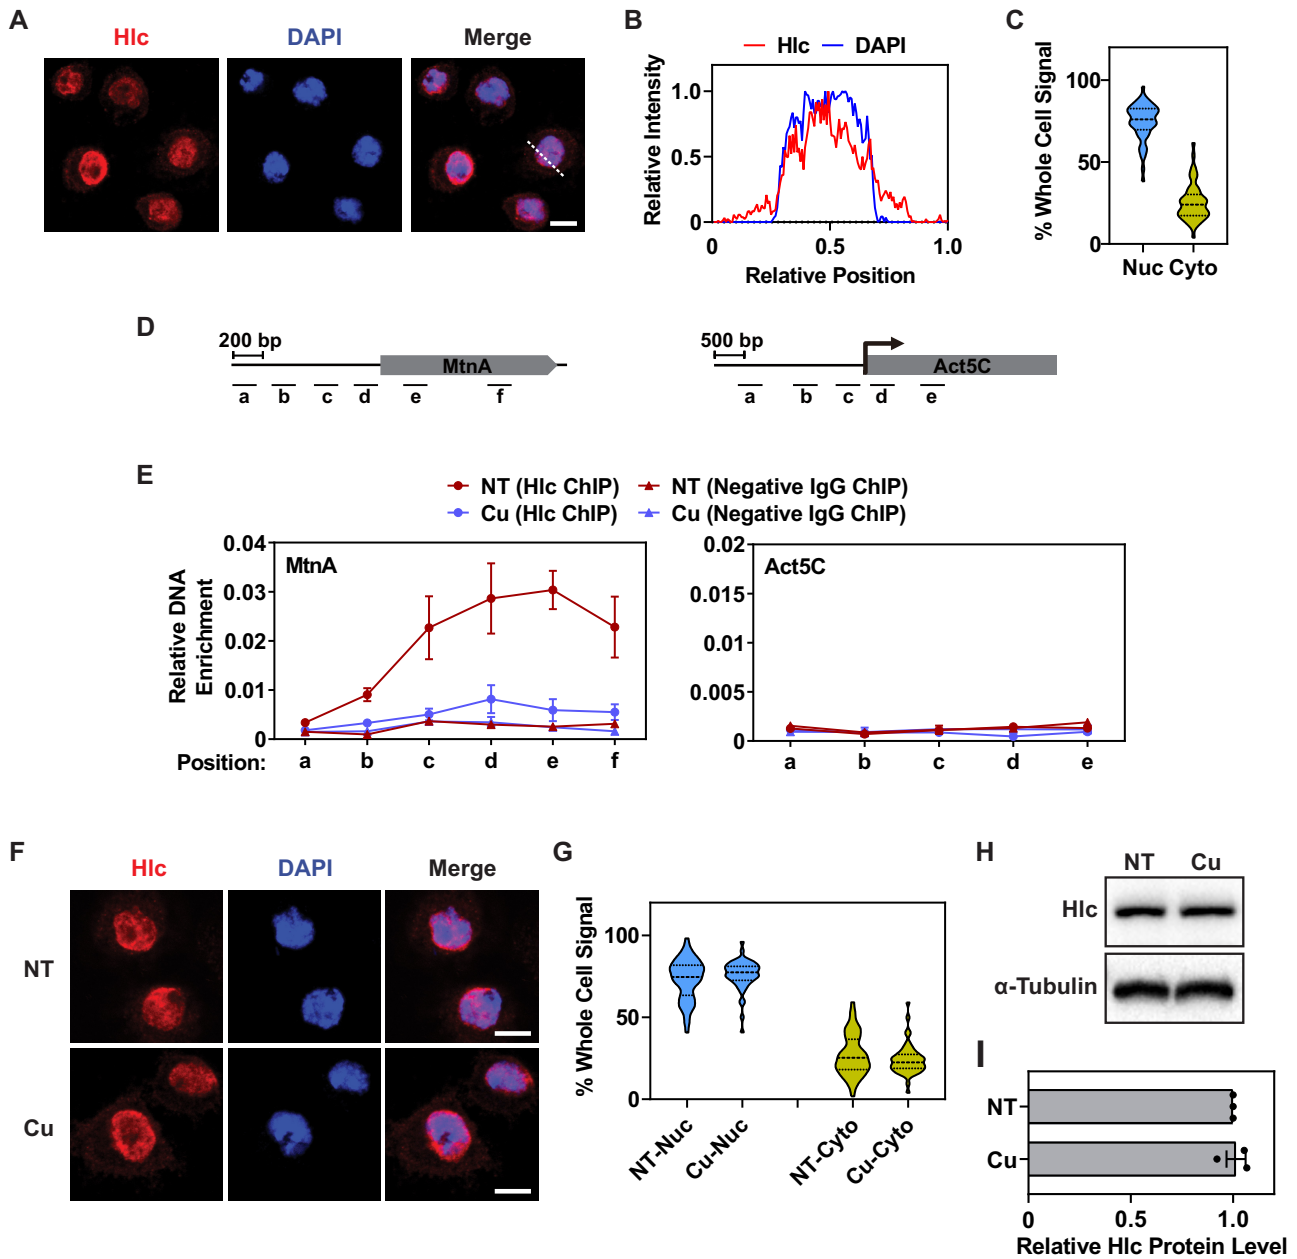 A
Hlc DAPI Merge
B
Hlc DAPI
Relative Intensity
1.0
0.5
0
0 0.5 1.0
Relative Position
C
% Whole Cell Signal
100
50
0
Nuc Cyto
D
200 bp
MtnA
a b c d e f
500 bp
Act5C
a b c d e
E
NT (Hlc ChIP) NT (Negative IgG ChIP)
Cu (Hlc ChIP) Cu (Negative IgG ChIP)
Relative DNA
Enrichment
MtnA
0.04
0.03
0.02
0.01
0
Position: a b c d e f
Act5C
0.02
0.015
0.01
0.005
0
a b c d e
F
Hlc DAPI Merge
NT
Cu
G
% Whole Cell Signal
100
50
0
NT-Nuc Cu-Nuc NT-Cyto Cu-Cyto
H
NT Cu
Hlc
α-Tubulin
I
NT
Cu
0 0.5 1.0
Relative Hlc Protein Level